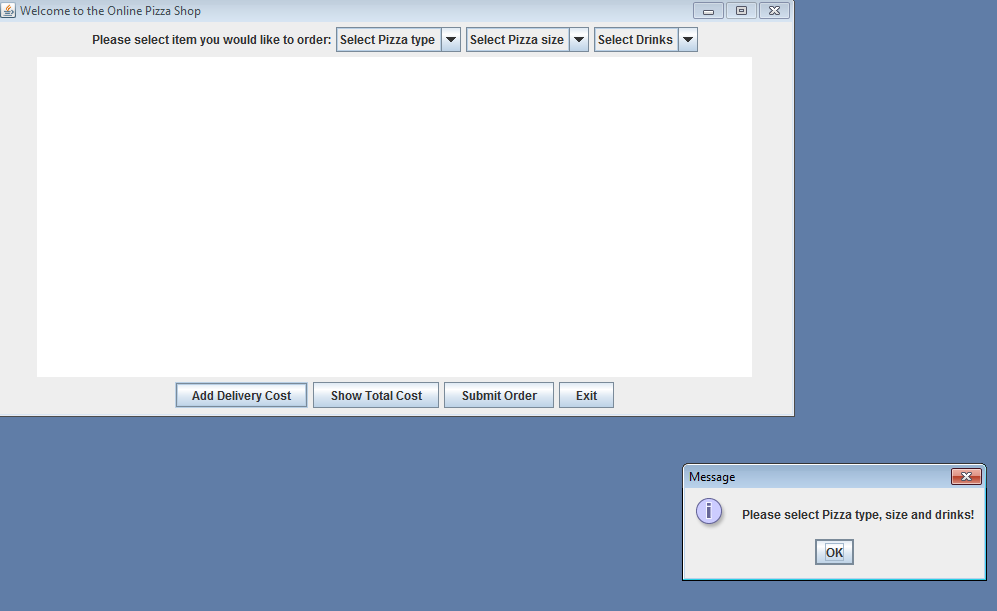 Welcome to the Online Pizza Shop
Please select item you would like to order: Select Pizza type Select Pizza size Select Drinks
Add Delivery Cost Show Total Cost Submit Order Exit
Message
Please select Pizza type, size and drinks!
OK